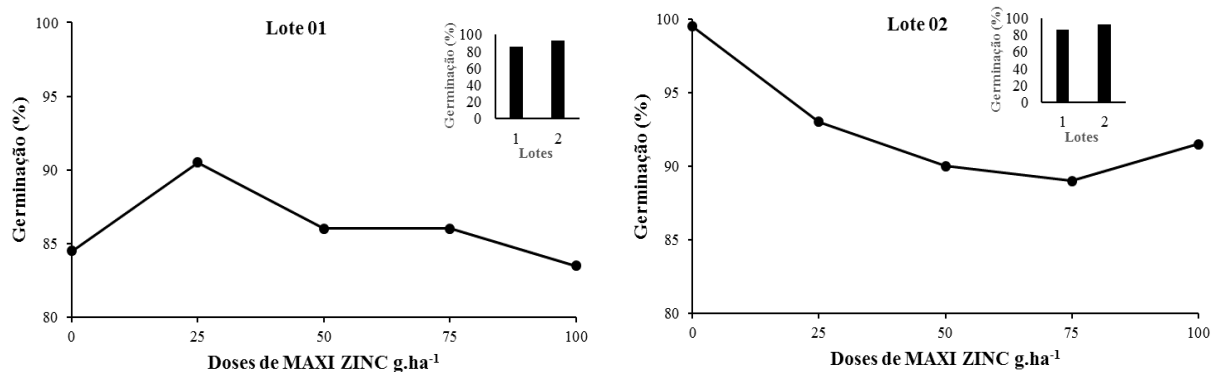 Lote 01
Germinação (%)
100
95
90
85
80
0 25 50 75 100
Doses de MAXI ZINC g.ha⁻¹
Germinação (%)
100
80
60
40
20
0
1 2
Lotes
Lote 02
Germinação (%)
100
95
90
85
80
0 25 50 75 100
Doses de MAXI ZINC g.ha⁻¹
Germinação (%)
100
80
60
40
20
0
1 2
Lotes